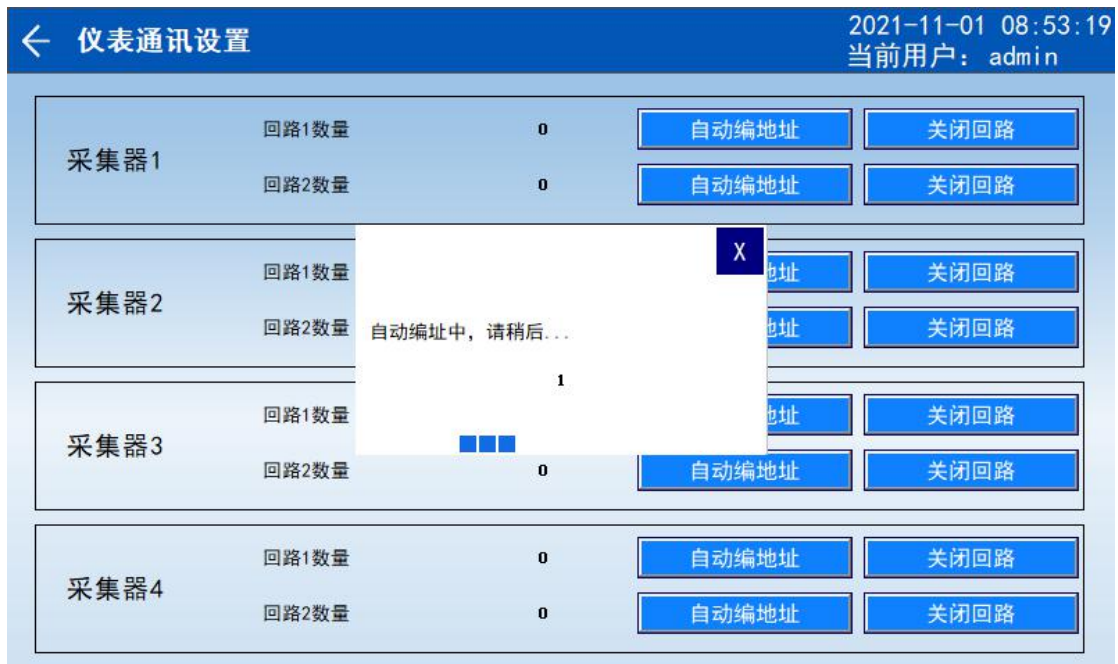 仪表通讯设置
2021-11-01 08:53:19
当前用户: admin
采集器1
回路1数量 0 自动编地址 关闭回路
回路2数量 0 自动编地址 关闭回路
采集器2
回路1数量 地址 关闭回路
回路2数量 地址 关闭回路
X
自动编址中，请稍后...
1
采集器3
回路1数量 地址 关闭回路
回路2数量 0 自动编地址 关闭回路
采集器4
回路1数量 0 自动编地址 关闭回路
回路2数量 0 自动编地址 关闭回路